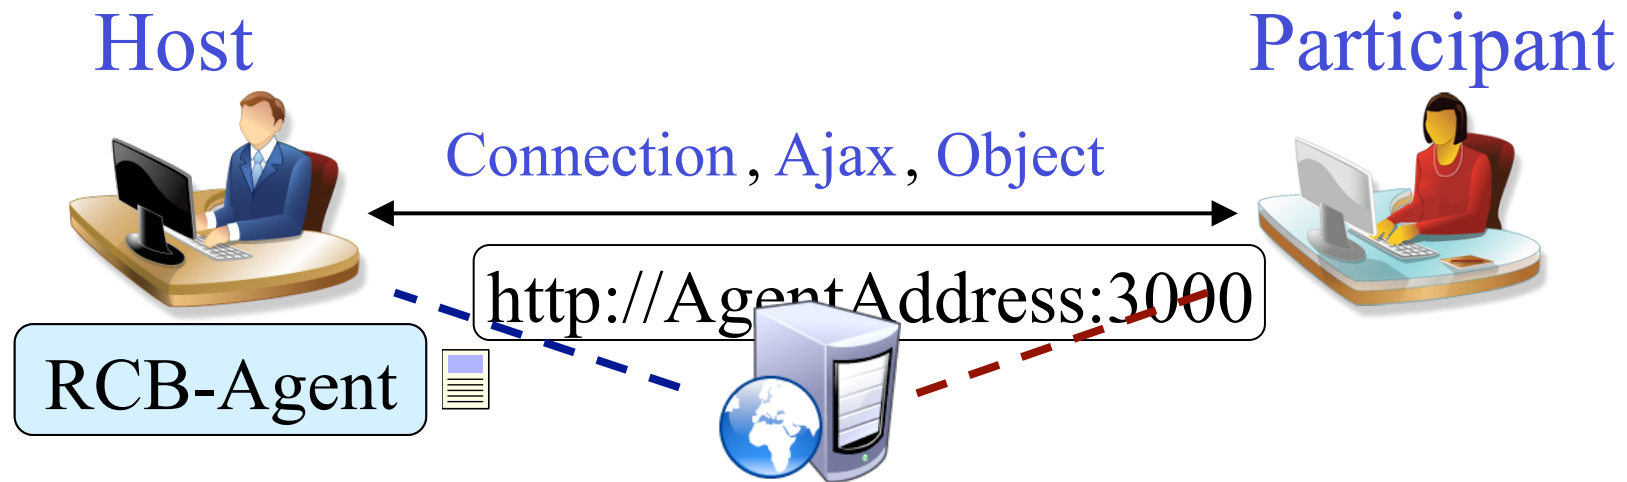 Host
Participant
Connection, Ajax, Object
http://AgentAddress:3000
RCB-Agent